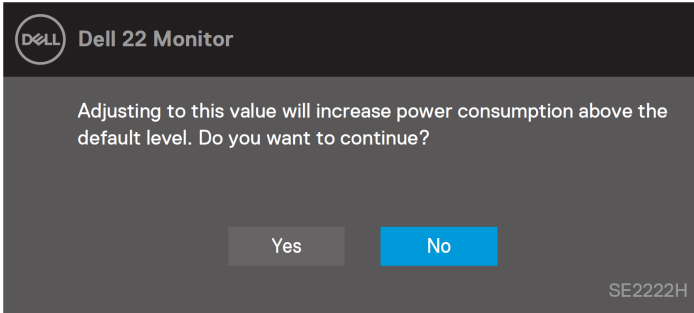 DELL
Dell 22 Monitor
Adjusting to this value will increase power consumption above the
default level. Do you want to continue?
Yes
No
SE2222H